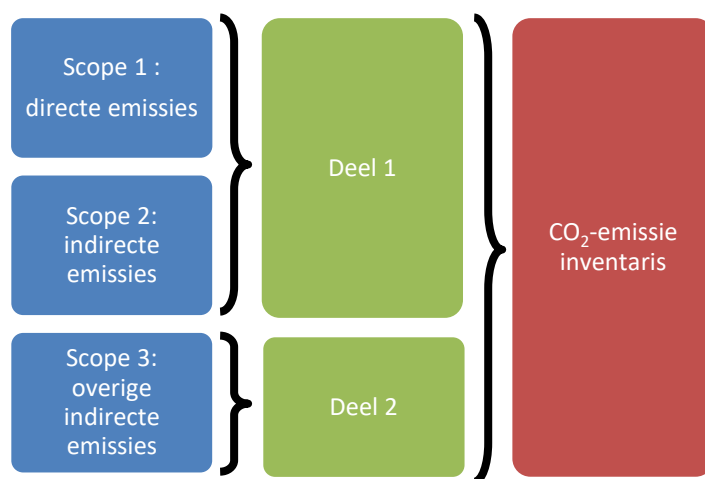 Scope 1 :
directe emissies
Scope 2:
indirecte
emissies
Scope 3:
overige
indirecte
emissies
Deel 1
Deel 2
CO₂-emissie
inventaris